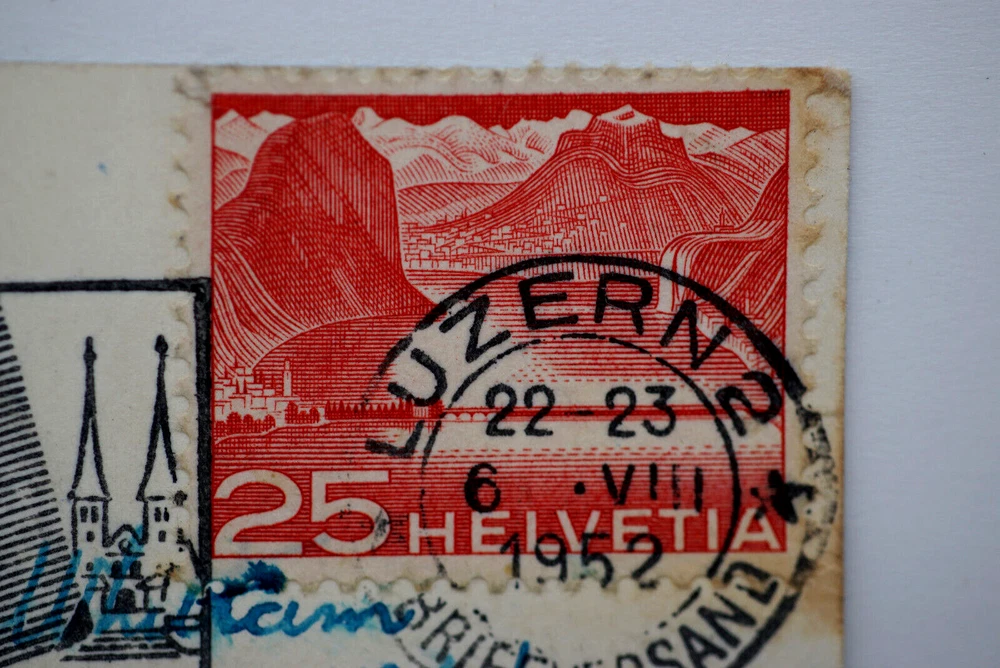 LUZERN 2
22-23
6 ·VIII
1952
BRIEFVERSAND
25 HELVETIA